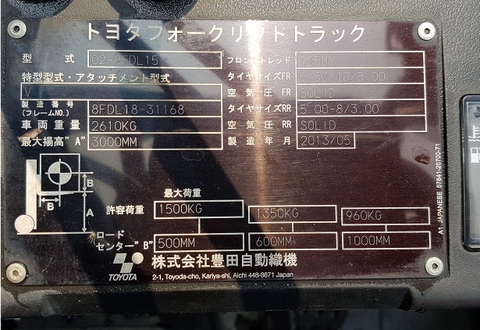 トヨタフォークリフトトラック
型 式 02-8FDL15 フロントトレッド
特型型式・アタッチメント型式 タイヤサイズFR
V 空気圧FR SOLID
製造番号 (フレームNO.) 8FDL18-31168 タイヤサイズRR 5.00-8/3.00
車両重量 2610KG 空気圧RR SOLID
最大揚高"A" 3000MM 製造年月 2013/05
B
B
A
最大荷重
許容荷重 1500KG 1350KG 960KG
ロード
センター"B" 500MM 600MM 1000MM
TOYOTA 株式会社豊田自動織機
2-1, Toyoda-cho, Kariya-shi, Aichi 448-8671 Japan
A1 JAPANESE 57841-26700-71